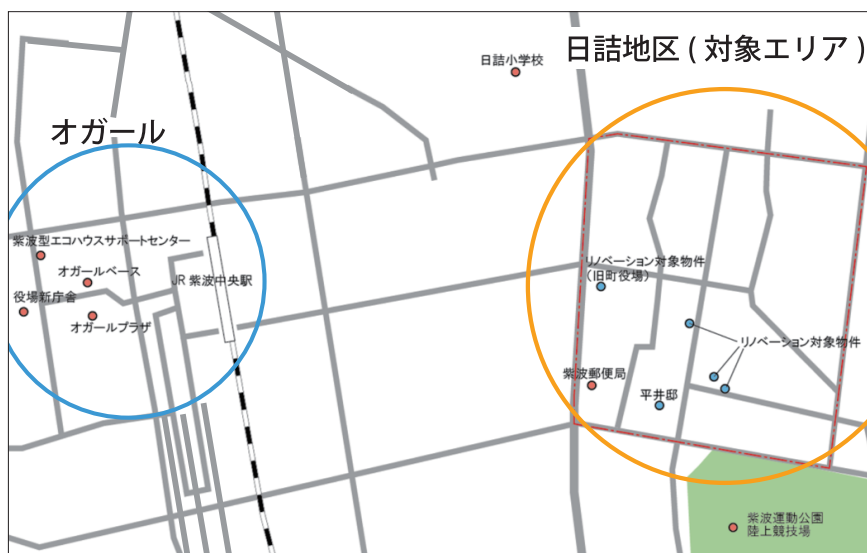 日詰地区 ( 対象エリア )
日詰小学校
オガール
紫波型エコハウスサポートセンター
オガールベース
JR 紫波中央駅
役場新庁舎
オガールプラザ
リノベーション対象物件
（旧町役場）
リノベーション対象物件
紫波郵便局
平井邸
紫波運動公園
陸上競技場